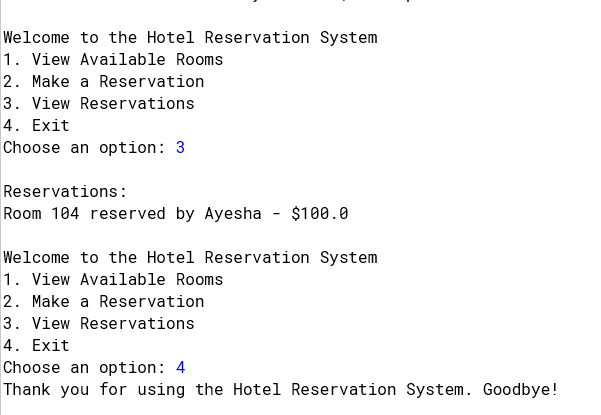 Welcome to the Hotel Reservation System
1. View Available Rooms
2. Make a Reservation
3. View Reservations
4. Exit
Choose an option: 3
Reservations:
Room 104 reserved by Ayesha - $100.0
Welcome to the Hotel Reservation System
1. View Available Rooms
2. Make a Reservation
3. View Reservations
4. Exit
Choose an option: 4
Thank you for using the Hotel Reservation System. Goodbye!